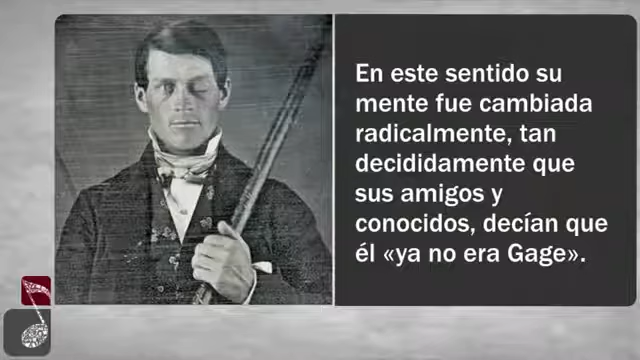 En este sentido su
mente fue cambiada
radicalmente, tan
decididamente que
sus amigos y
conocidos, decían que
él «ya no era Gage».